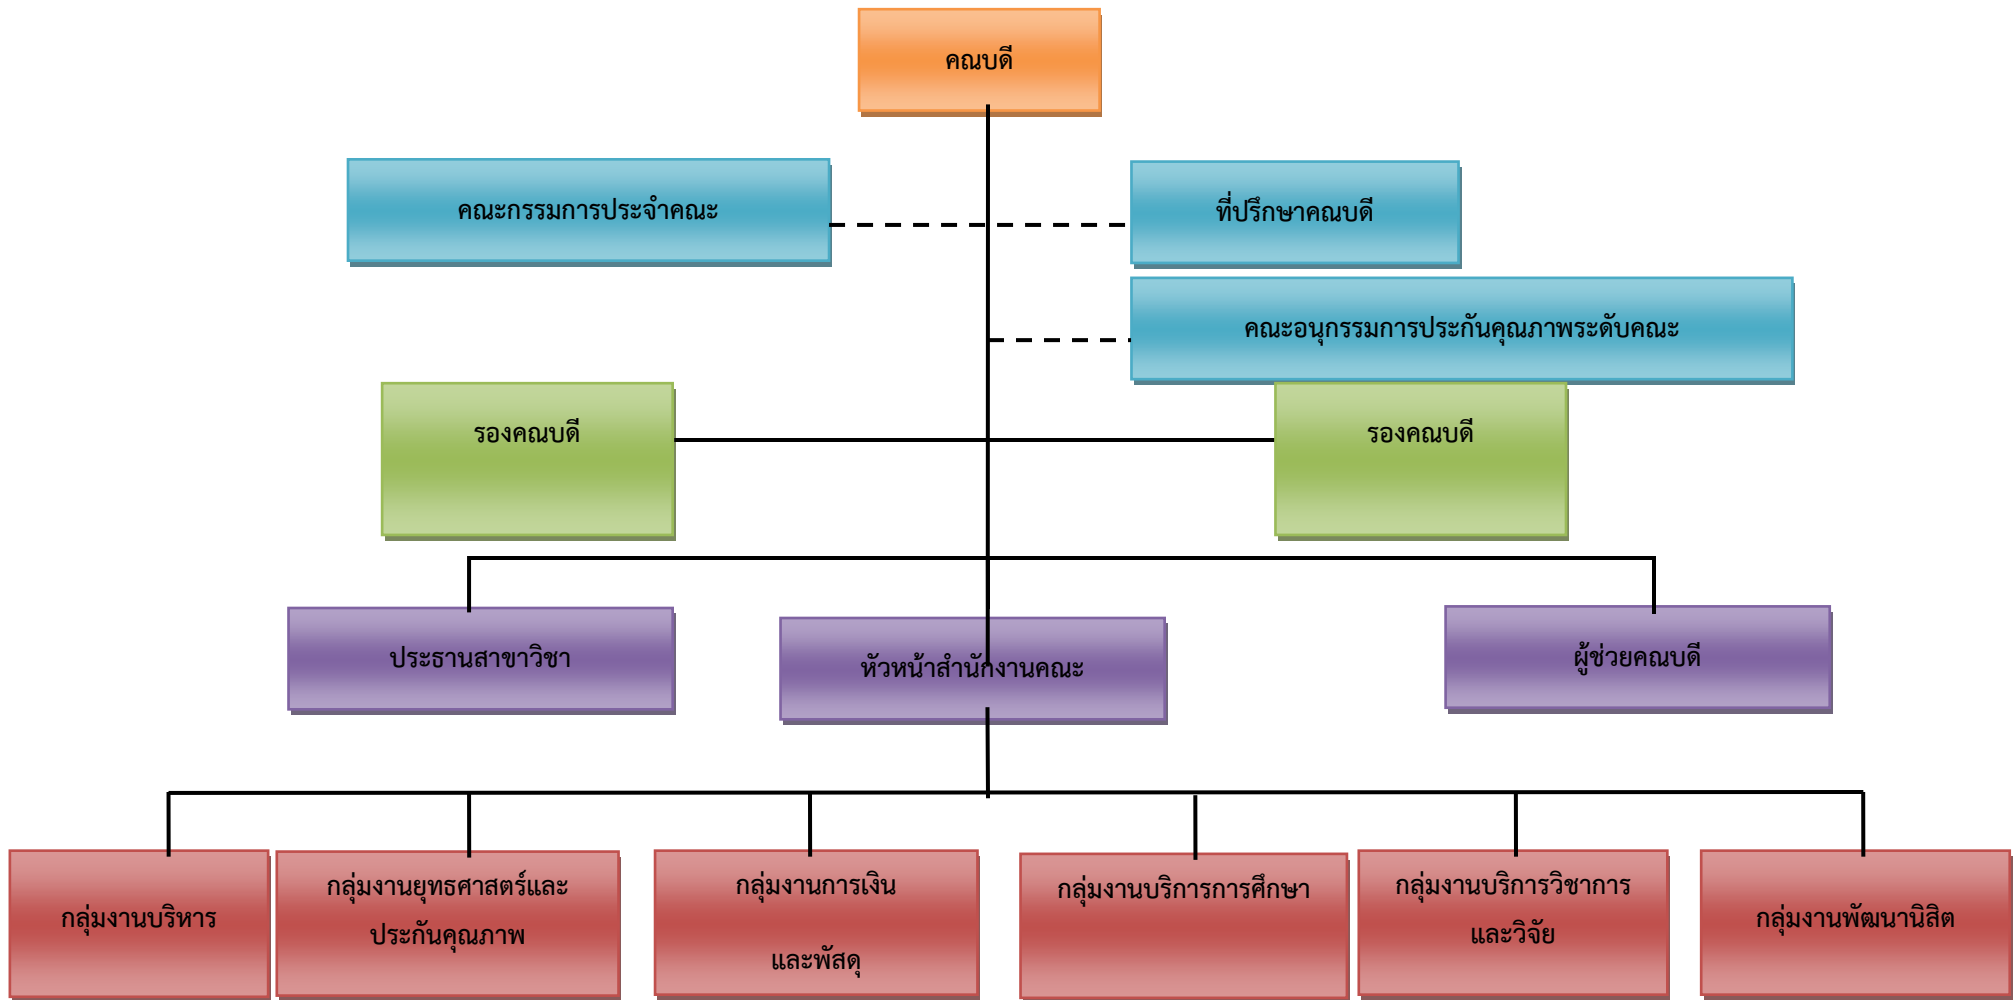 คณบดี
คณะกรรมการประจำคณะ
ที่ปรึกษาคณบดี
คณะอนุกรรมการประกันคุณภาพระดับคณะ
รองคณบดี
รองคณบดี
ประธานสาขาวิชา
หัวหน้าสำนักงานคณะ
ผู้ช่วยคณบดี
กลุ่มงานบริหาร
กลุ่มงานยุทธศาสตร์และ
ประกันคุณภาพ
กลุ่มงานการเงิน
และพัสดุ
กลุ่มงานบริการการศึกษา
กลุ่มงานบริการวิชาการ
และวิจัย
กลุ่มงานพัฒนานิสิต